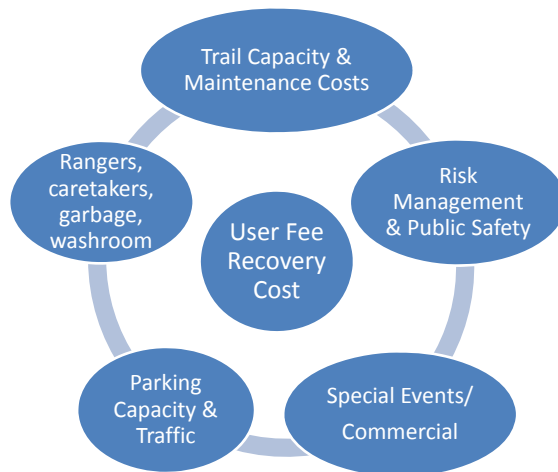 Trail Capacity &
Maintenance Costs
Risk
Management
& Public Safety
Special Events/
Commercial
Parking
Capacity &
Traffic
Rangers,
caretakers,
garbage,
washroom
User Fee
Recovery
Cost